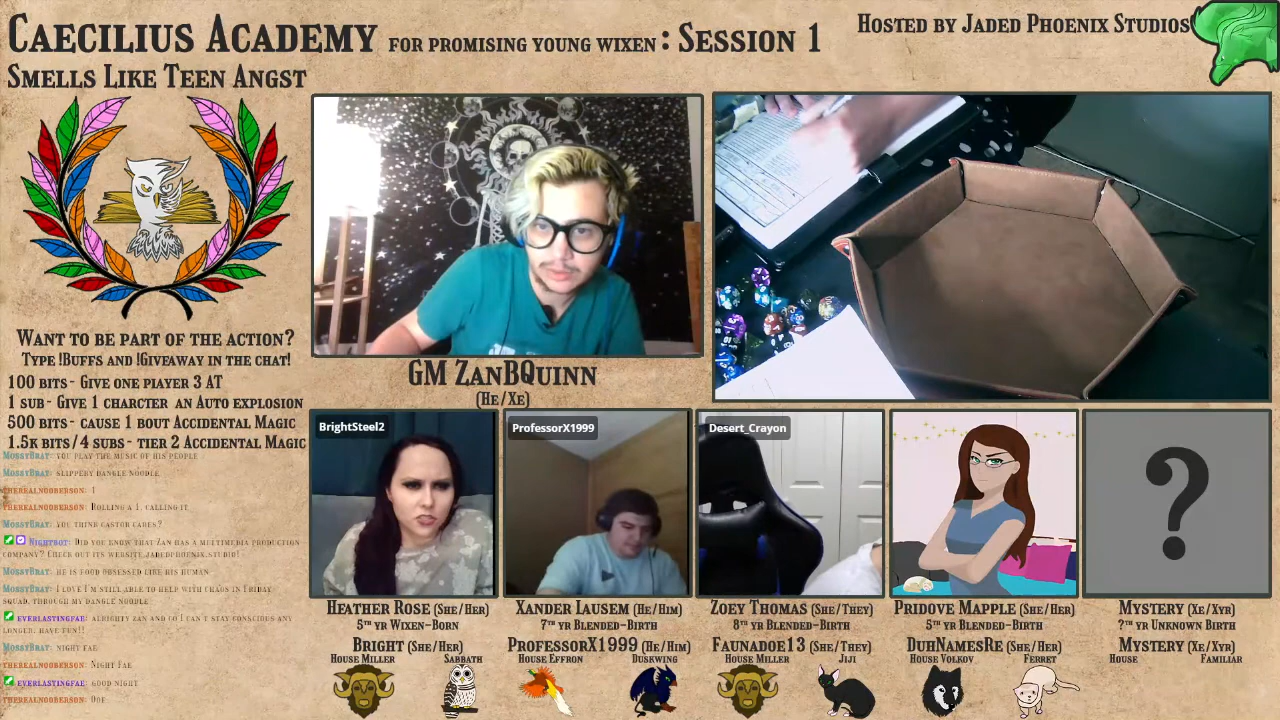 Caecilius Academy for promising young wixen: Session 1
Hosted by Jaded Phoenix Studios
Smells Like Teen Angst
Want to be part of the action?
Type !Buffs and !Giveaway in the chat!
100 bits - Give one player 3 AT
1 sub - Give 1 charcter an Auto explosion
500 bits - cause 1 bout Accidental Magic
1.5k bits/4 subs - tier 2 Accidental Magic
MossyBray: you play the music of his people
MossyBray: slippery dangle noodle
therealnooberson: 1
therealnooberson: Rolling a 1, calling it
MossyBray: you think Castor cares?
Nightbot: Did you know that Zan has a multimedia production
company? Check out its website jadedphoenix.studio!
MossyBray: he is food obsessed like his human
MossyBray: I love I'm still able to help with chaos in Friday
squad, through my dangle noodle
everlastingfae: alrighty zan and co I can't stay conscious any
longer. have fun!!
MossyBray: night fae
therealnooberson: Night Fae
everlastingfae: good night
therealnooberson: Oof
GM ZanBQuinn
(He/Xe)
BrightSteel2
ProfessorX1999
Desert_Crayon
?
Heather Rose (She/Her)
5th yr Wixen-Born
Bright (She/Her)
House Miller Sabbath
Xander Iausem (He/Him)
7th yr Blended-Birth
ProfessorX1999 (He/Him)
House Effron Duskwing
Zoey Thomas (She/They)
8th yr Blended-Birth
Faunadoe13 (She/They)
House Miller Jiji
Pridove Mapple (She/Her)
5th yr Blended-Birth
DuhNamesRe (She/Her)
House Volkov Ferret
Mystery (Xe/Xyr)
?th yr Unknown Birth
Mystery (Xe/Xyr)
House Familiar